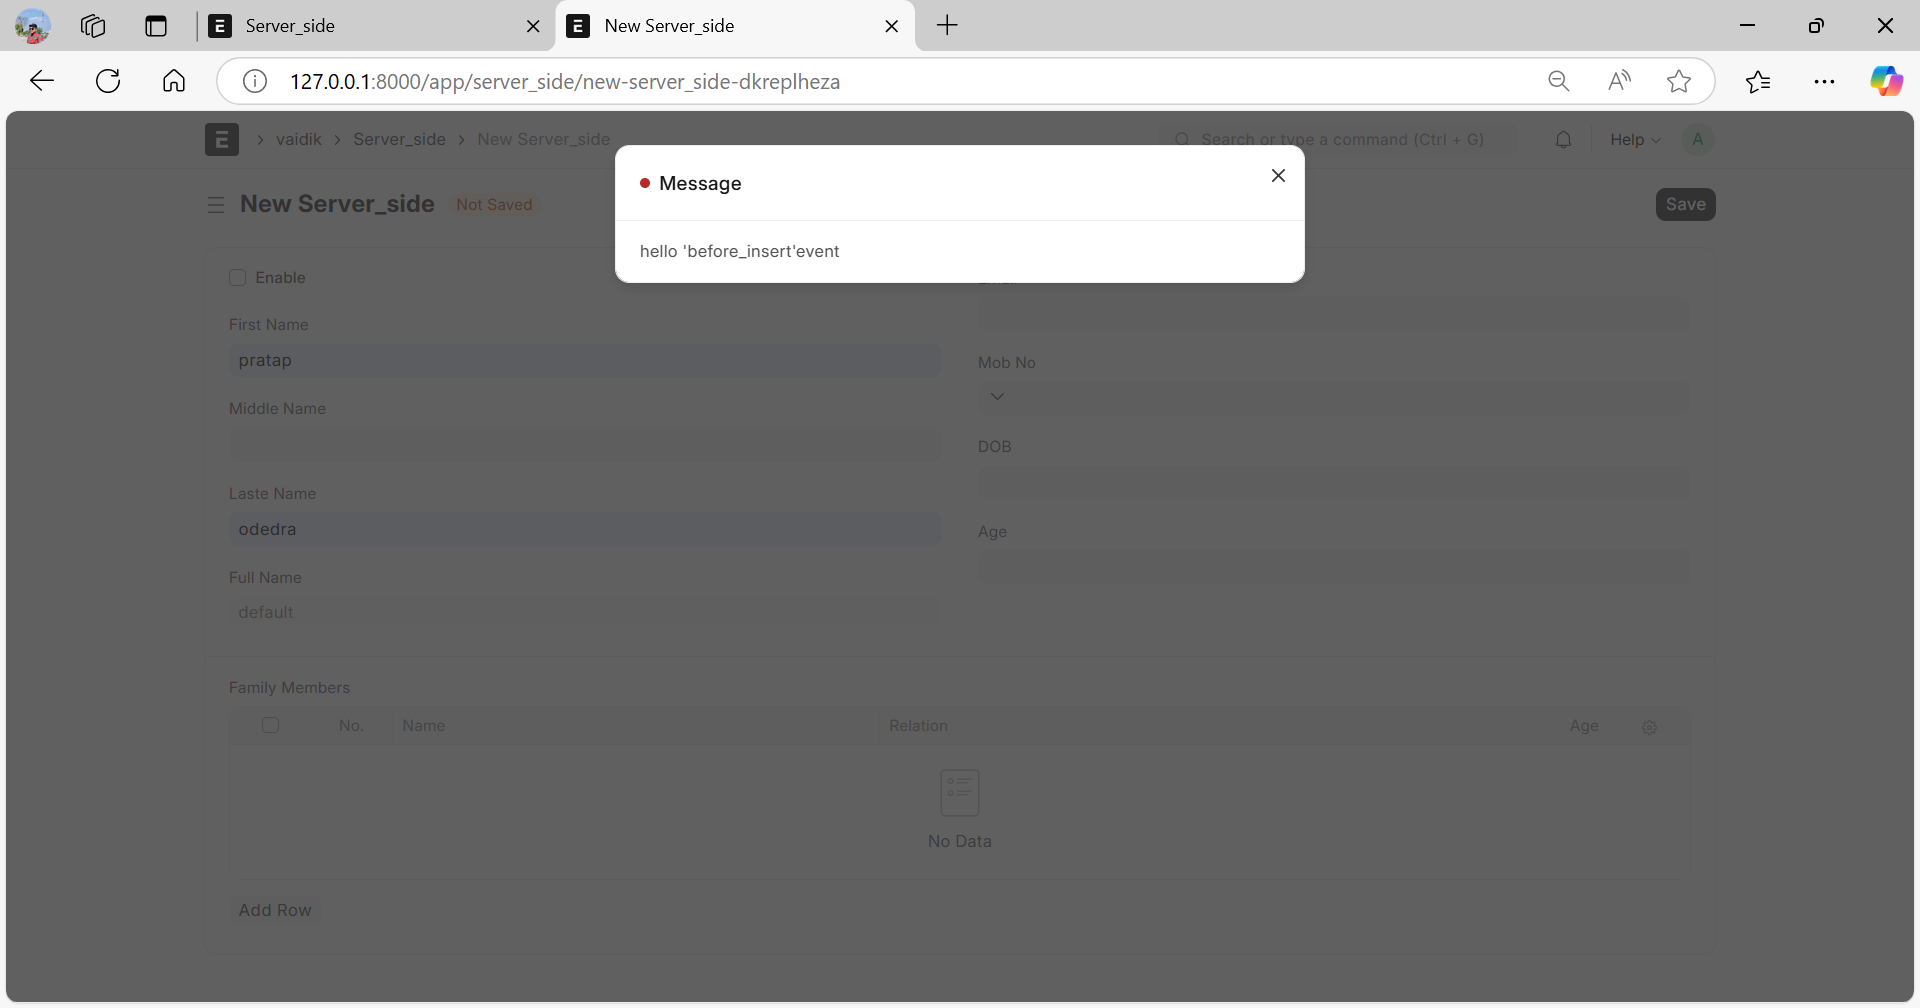 Server_side
New Server_side
127.0.0.1:8000/app/server_side/new-server_side-dkreplheza
E > vaidik > Server_side > New Server_side
Search or type a command (Ctrl + G)
Help
A
New Server_side Not Saved
Save
Message
hello 'before_insert'event
Enable
First Name
pratap
Middle Name
Laste Name
odedra
Full Name
default
Mob No
DOB
Age
Family Members
No. Name Relation Age
No Data
Add Row